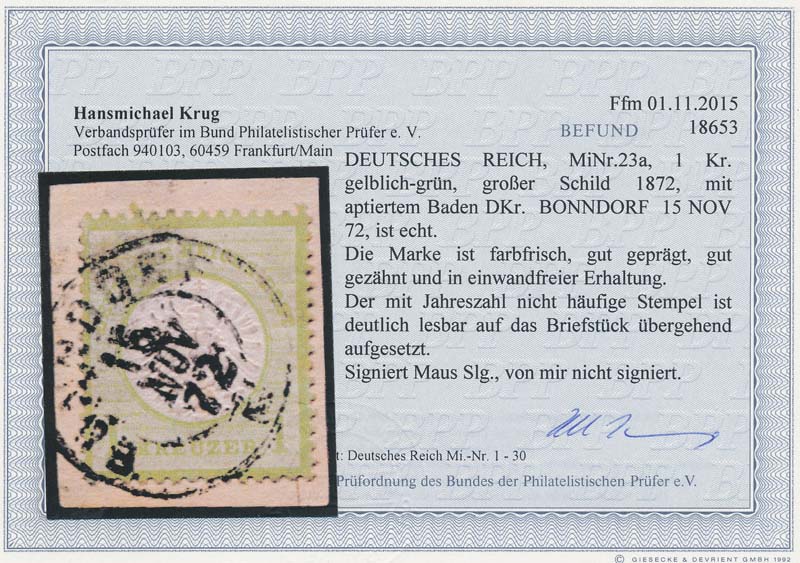 Hansmichael Krug
Verbandsprüfer im Bund Philatelistischer Prüfer e. V.
Postfach 940103, 60459 Frankfurt/Main
Ffm 01.11.2015
BEFUND 18653
DEUTSCHES REICH, MiNr.23a, 1 Kr.
gelblich-grün, großer Schild 1872, mit
aptiertem Baden DKr. BONNDORF 15 NOV
72, ist echt.
Die Marke ist farbfrisch, gut geprägt, gut
gezähnt und in einwandfreier Erhaltung.
Der mit Jahreszahl nicht häufige Stempel ist
deutlich lesbar auf das Briefstück übergehend
aufgesetzt.
Signiert Maus Slg., von mir nicht signiert.
t: Deutsches Reich Mi.-Nr. 1 - 30
Prüfordnung des Bundes der Philatelistischen Prüfer e.V.
15
NOV
72
KREUZER
BPP BPP BPP BPP
© GIESECKE & DEVRIENT GMBH 1992